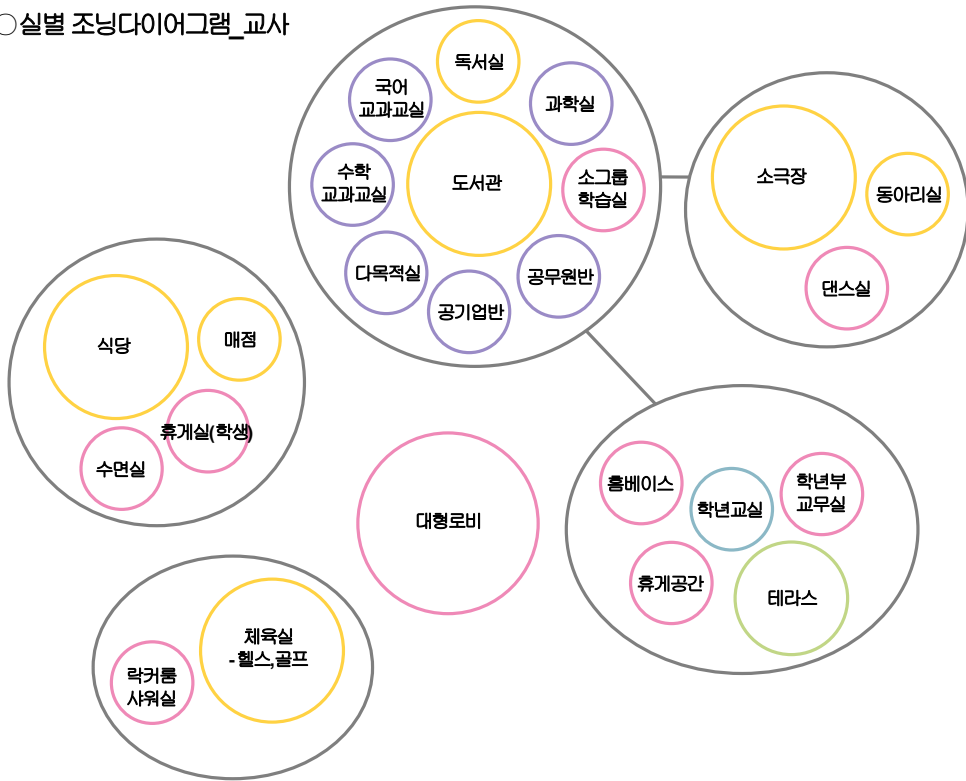 ○실별 조닝다이어그램_교사
독서실
국어
교과교실
과학실
수학
교과교실
도서관
소그룹
학습실
다목적실
공무원반
공기업반
소극장
동아리실
댄스실
식당
매점
휴게실(학생)
수면실
대형로비
홈베이스
학년교실
학년부
교무실
휴게공간
테라스
체육실
-헬스,골프
락커룸
샤워실